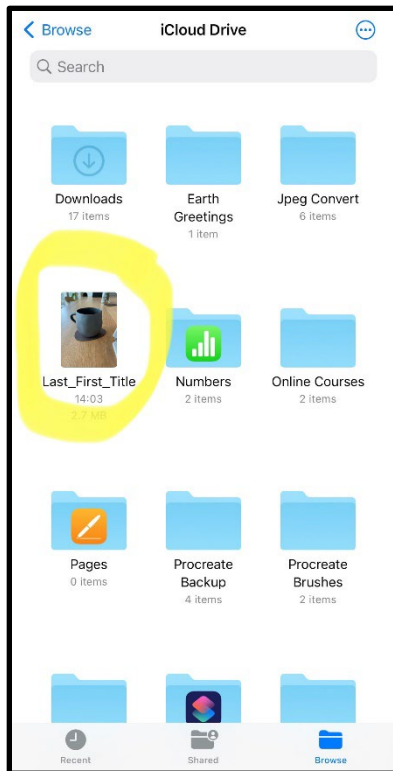 Browse
iCloud Drive
Search
Downloads
17 items
Earth
Greetings
1 item
Jpeg Convert
6 items
Last_First_Title
14:03
2.7 MB
Numbers
2 items
Online Courses
2 items
Pages
0 items
Procreate
Backup
4 items
Procreate
Brushes
2 items
Recent
Shared
Browse